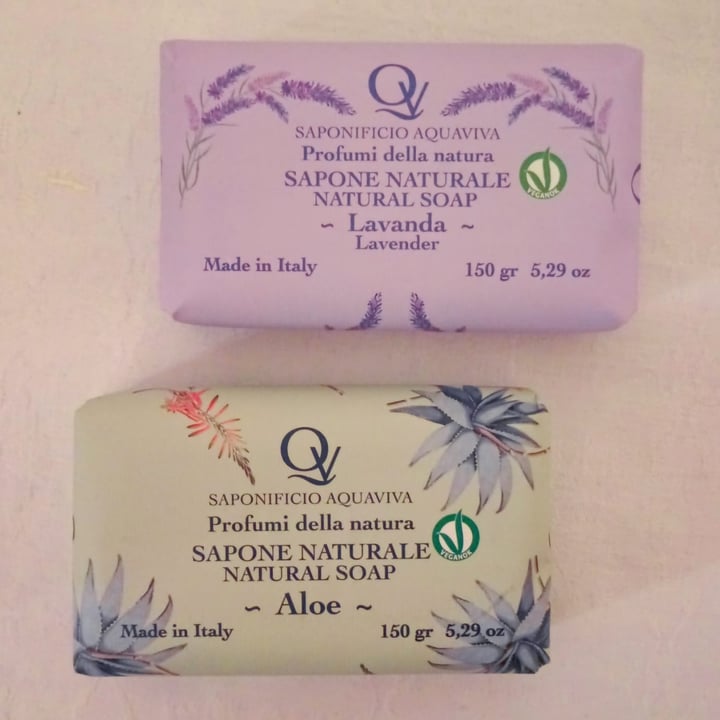 QV
SAPONIFICIO AQUAVIVA
Profumi della natura
SAPONE NATURALE
VEGANOK
NATURAL SOAP
~ Lavanda ~
Lavender
Made in Italy 150 gr 5,29 oz
QV
SAPONIFICIO AQUAVIVA
Profumi della natura
SAPONE NATURALE
VEGANOK
NATURAL SOAP
~ Aloe ~
Made in Italy 150 gr 5,29 oz